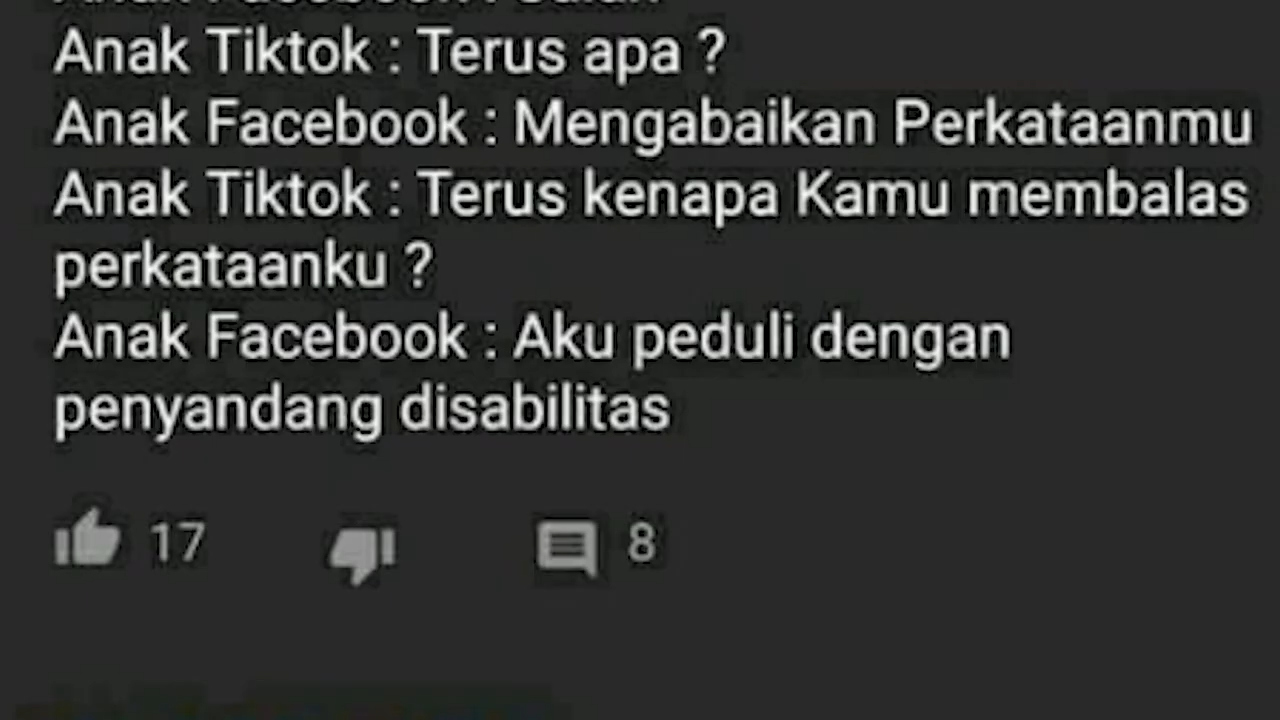 Anak Tiktok : Terus apa ?
Anak Facebook : Mengabaikan Perkataanmu
Anak Tiktok : Terus kenapa Kamu membalas
perkataanku ?
Anak Facebook : Aku peduli dengan
penyandang disabilitas
17 8